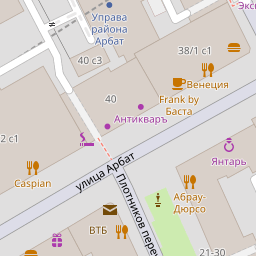 Управа
района
Арбат
Экс
38/1 с1
40 с3
Венеция
40
Frank by
Баста
Антикваръ
2 с1
Янтарь
улица Арбат
Caspian
Плотников пере
Абрау-
Дюрсо
ВТБ
21-30